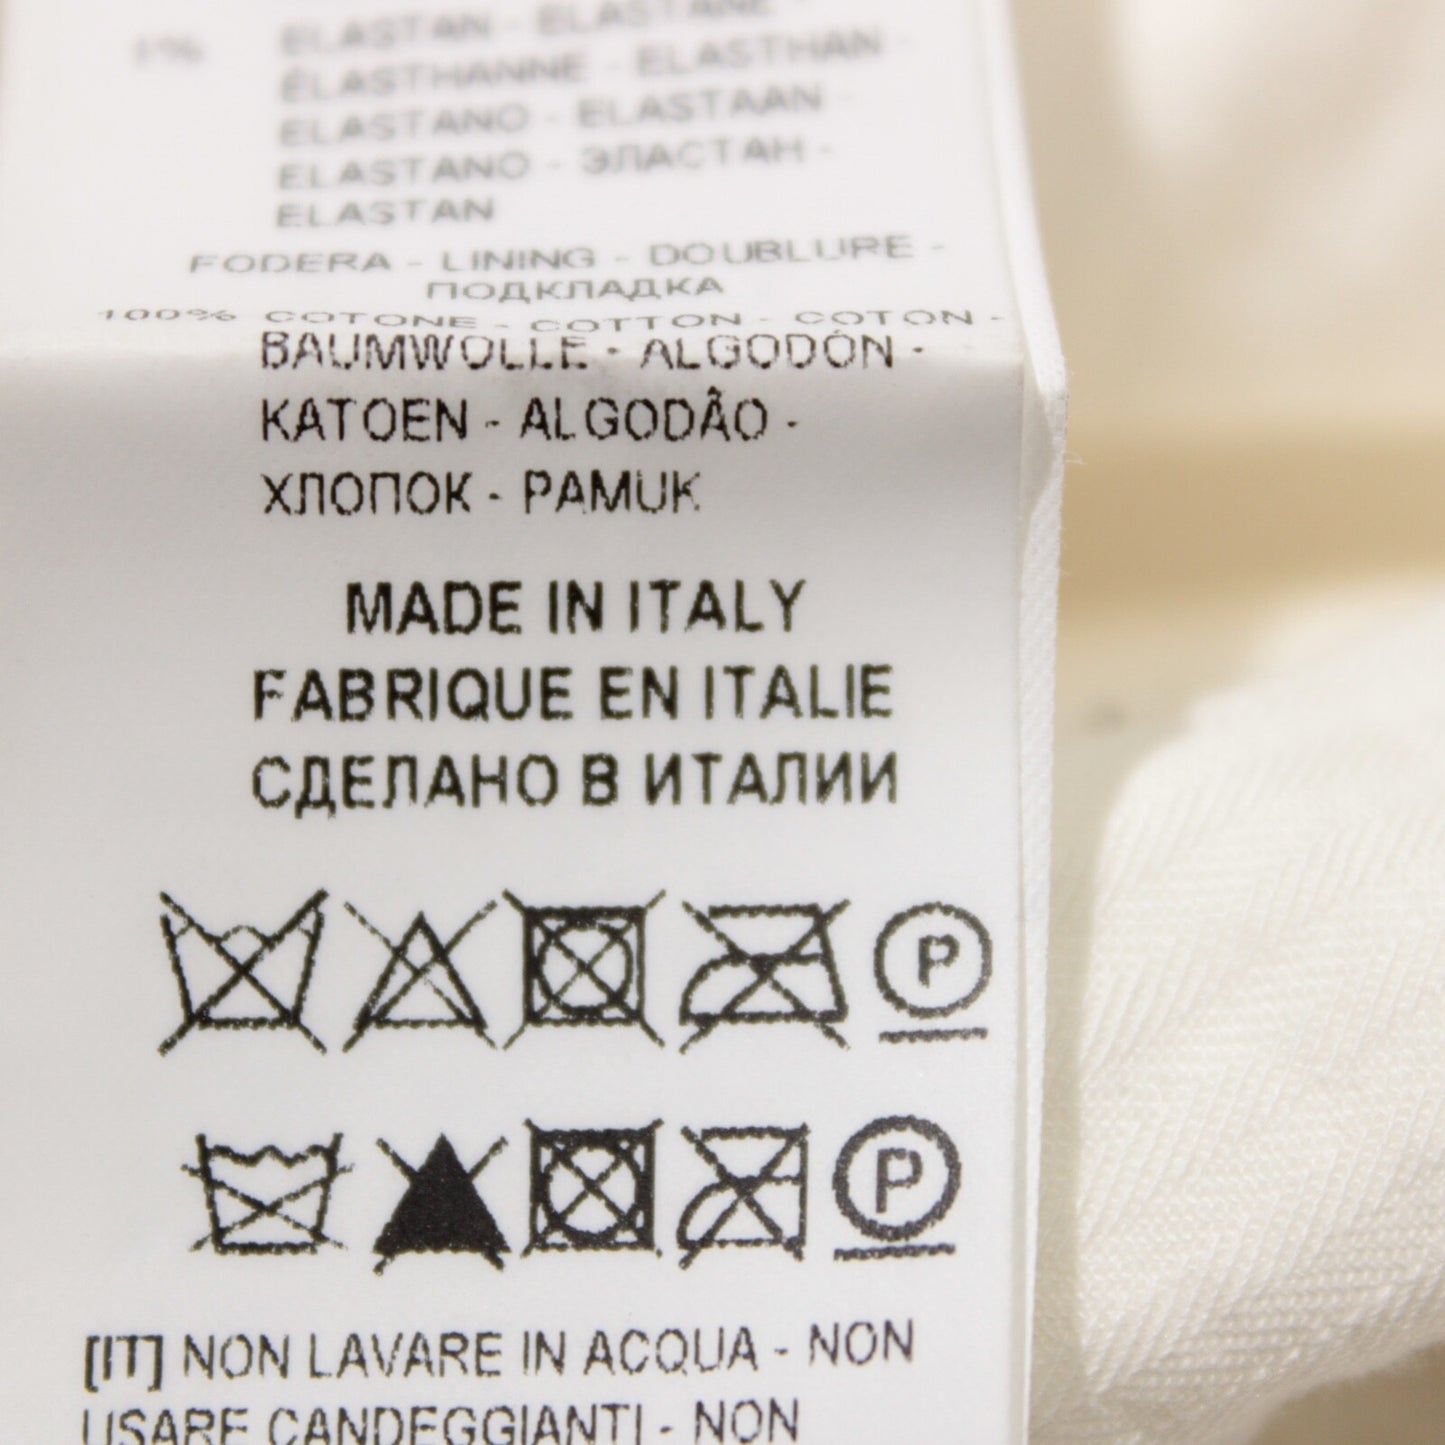 1% ELASTAN - ELASTANE -
ÉLASTHANNE - ELASTHAN -
ELASTANO - ELASTAAN -
ELASTANO - ЭЛАСТАН -
ELASTAN
FODERA - LINING - DOUBLURE -
ПОДКЛАДКА
100% COTONE - COTTON - COTON -
BAUMWOLLE - ALGODÓN -
KATOEN - ALGODÃO -
ХЛОПОК - PAMUK
MADE IN ITALY
FABRIQUE EN ITALIE
СДЕЛАНО В ИТАЛИИ
P
P
[IT] NON LAVARE IN ACQUA - NON
USARE CANDEGGIANTI - NON